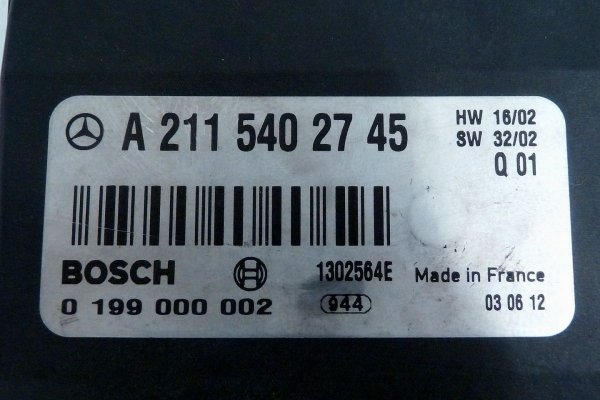 A 211 540 27 45
HW 16/02
SW 32/02
Q 01
BOSCH
1302564E
Made in France
0 199 000 002
944
03 06 12